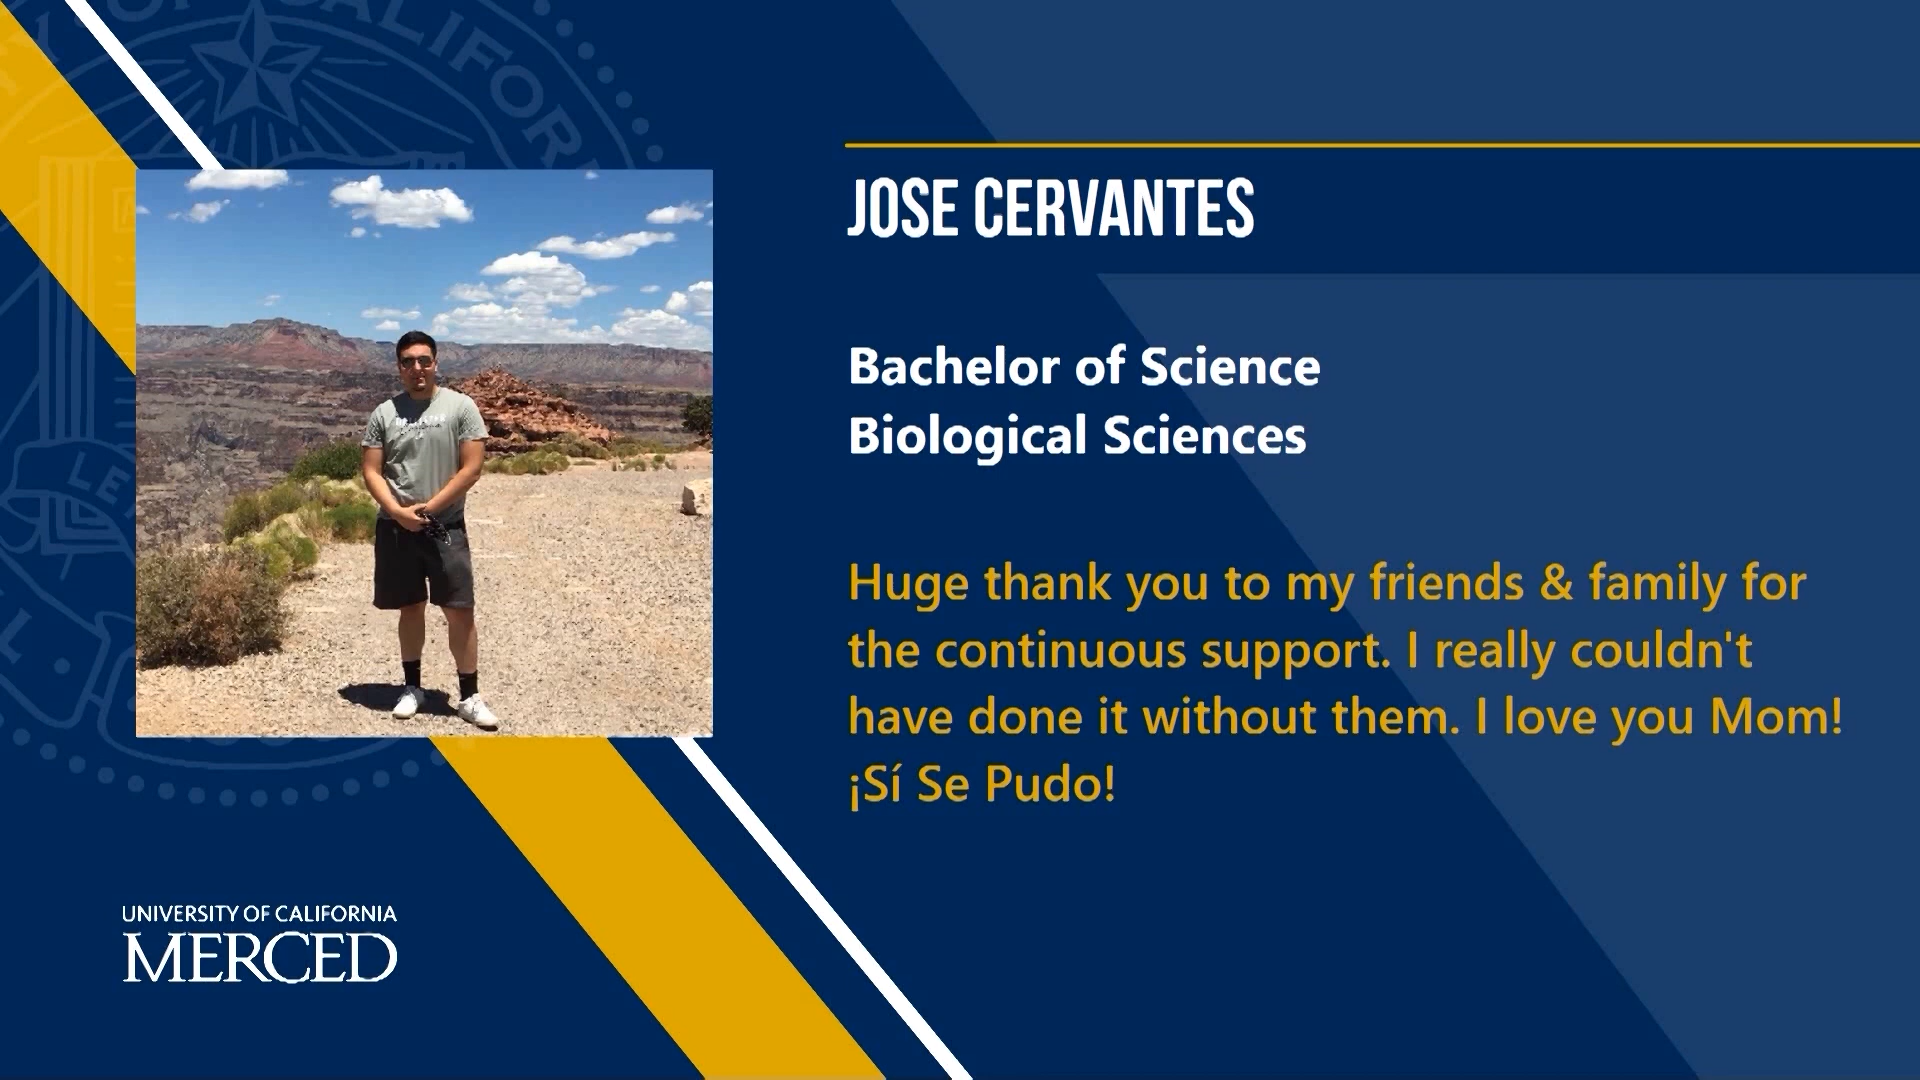 JOSE CERVANTES
Bachelor of Science
Biological Sciences
Huge thank you to my friends & family for
the continuous support. I really couldn't
have done it without them. I love you Mom!
¡Sí Se Pudo!
UNIVERSITY OF CALIFORNIA
MERCED